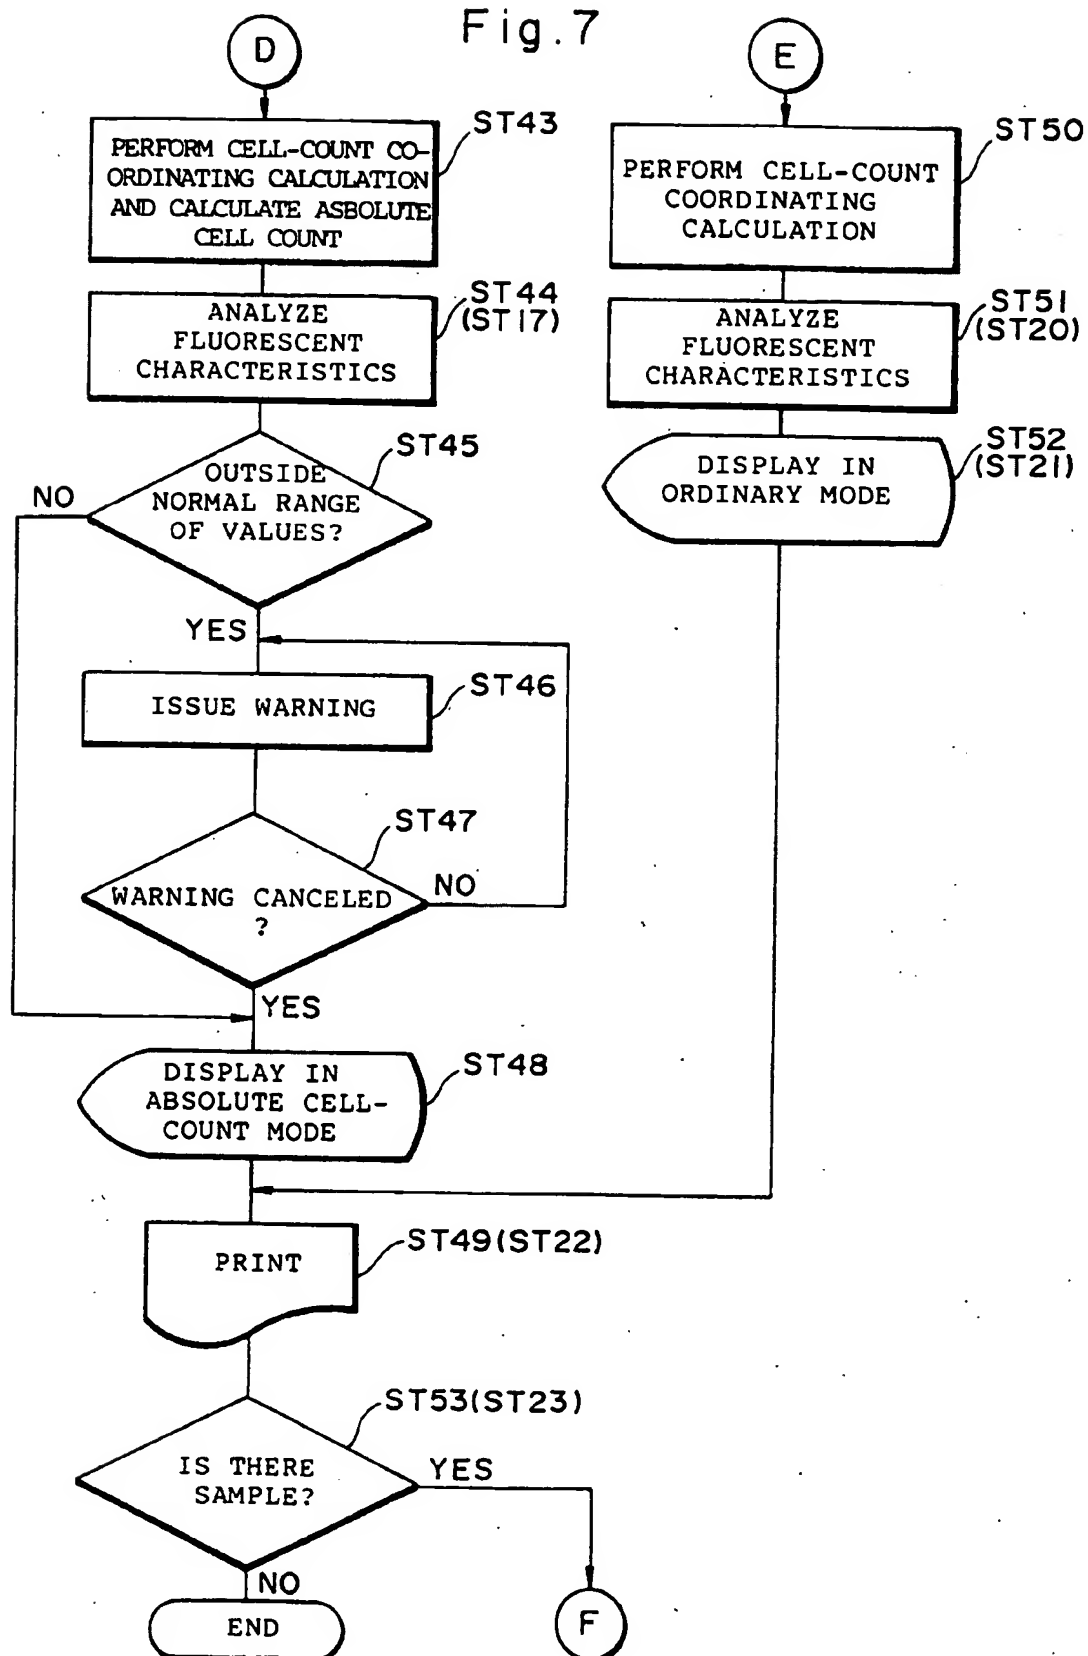 Fig. 7
D
PERFORM CELL-COUNT CO-
ORDINATING CALCULATION
AND CALCULATE ASBOLUTE
CELL COUNT
ST43
ANALYZE
FLUORESCENT
CHARACTERISTICS
ST44
(ST17)
OUTSIDE
NORMAL RANGE
OF VALUES?
ST45
NO
YES
ISSUE WARNING
ST46
WARNING CANCELED
?
ST47
NO
YES
DISPLAY IN
ABSOLUTE CELL-
COUNT MODE
ST48
E
PERFORM CELL-COUNT
COORDINATING
CALCULATION
ST50
ANALYZE
FLUORESCENT
CHARACTERISTICS
ST51
(ST20)
DISPLAY IN
ORDINARY MODE
ST52
(ST21)
PRINT
ST49(ST22)
IS THERE
SAMPLE?
ST53(ST23)
YES
NO
END
F